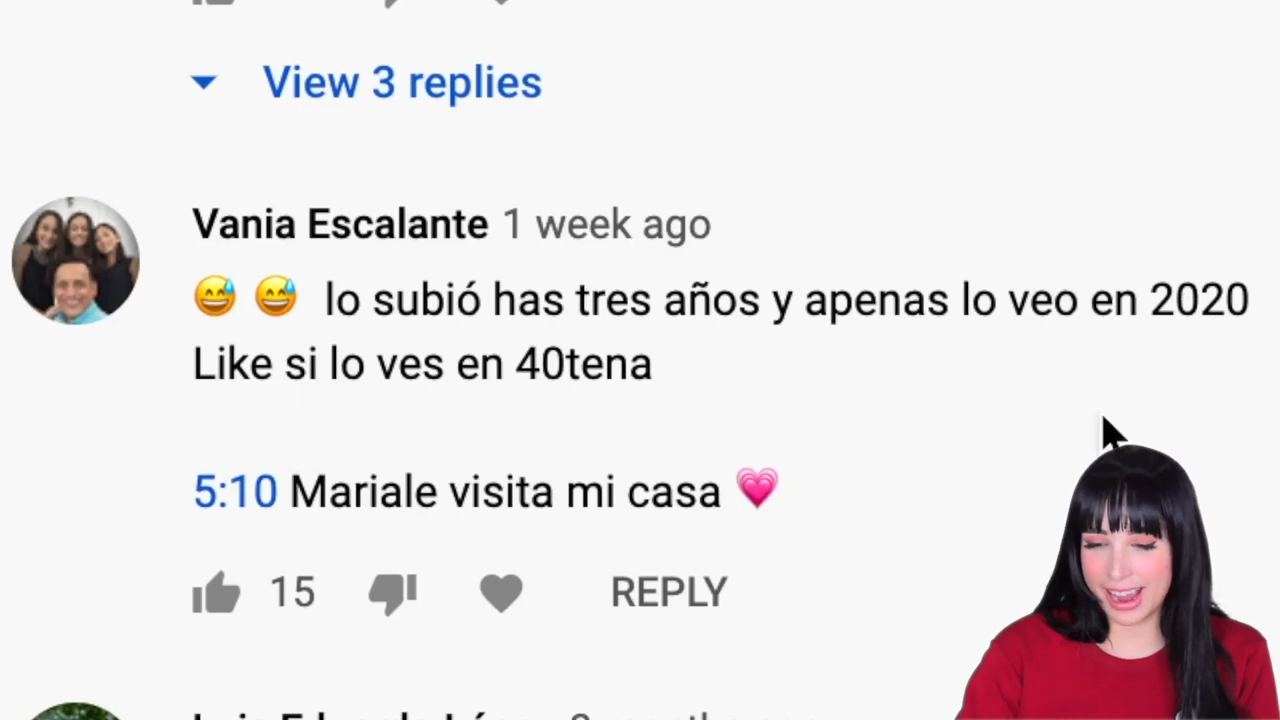 View 3 replies
Vania Escalante 1 week ago
😅 😅 lo subió has tres años y apenas lo veo en 2020
Like si lo ves en 40tena
5:10 Mariale visita mi casa 💗
15 REPLY